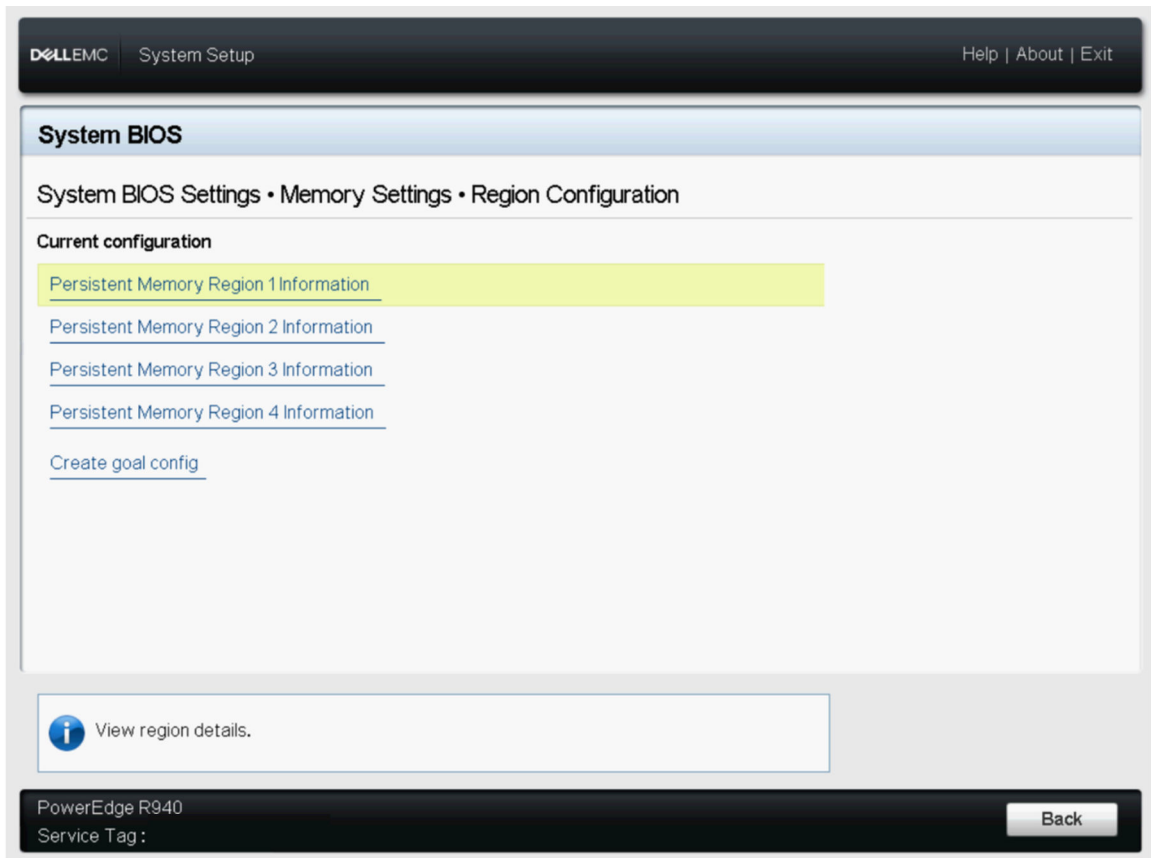 DELLEMC System Setup Help | About | Exit
System BIOS
System BIOS Settings • Memory Settings • Region Configuration
Current configuration
Persistent Memory Region 1 Information
Persistent Memory Region 2 Information
Persistent Memory Region 3 Information
Persistent Memory Region 4 Information
Create goal config
View region details.
PowerEdge R940
Service Tag :
Back